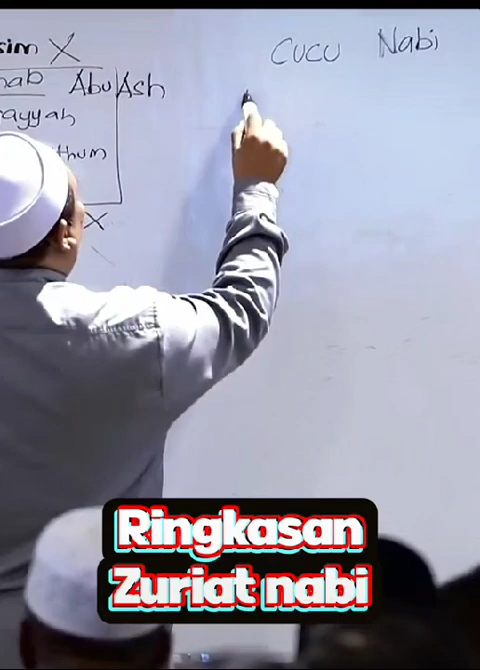 sim X
nab Abu Ash
ayyah
thum
X
Cucu Nabi
Ringkasan
Zuriat nabi